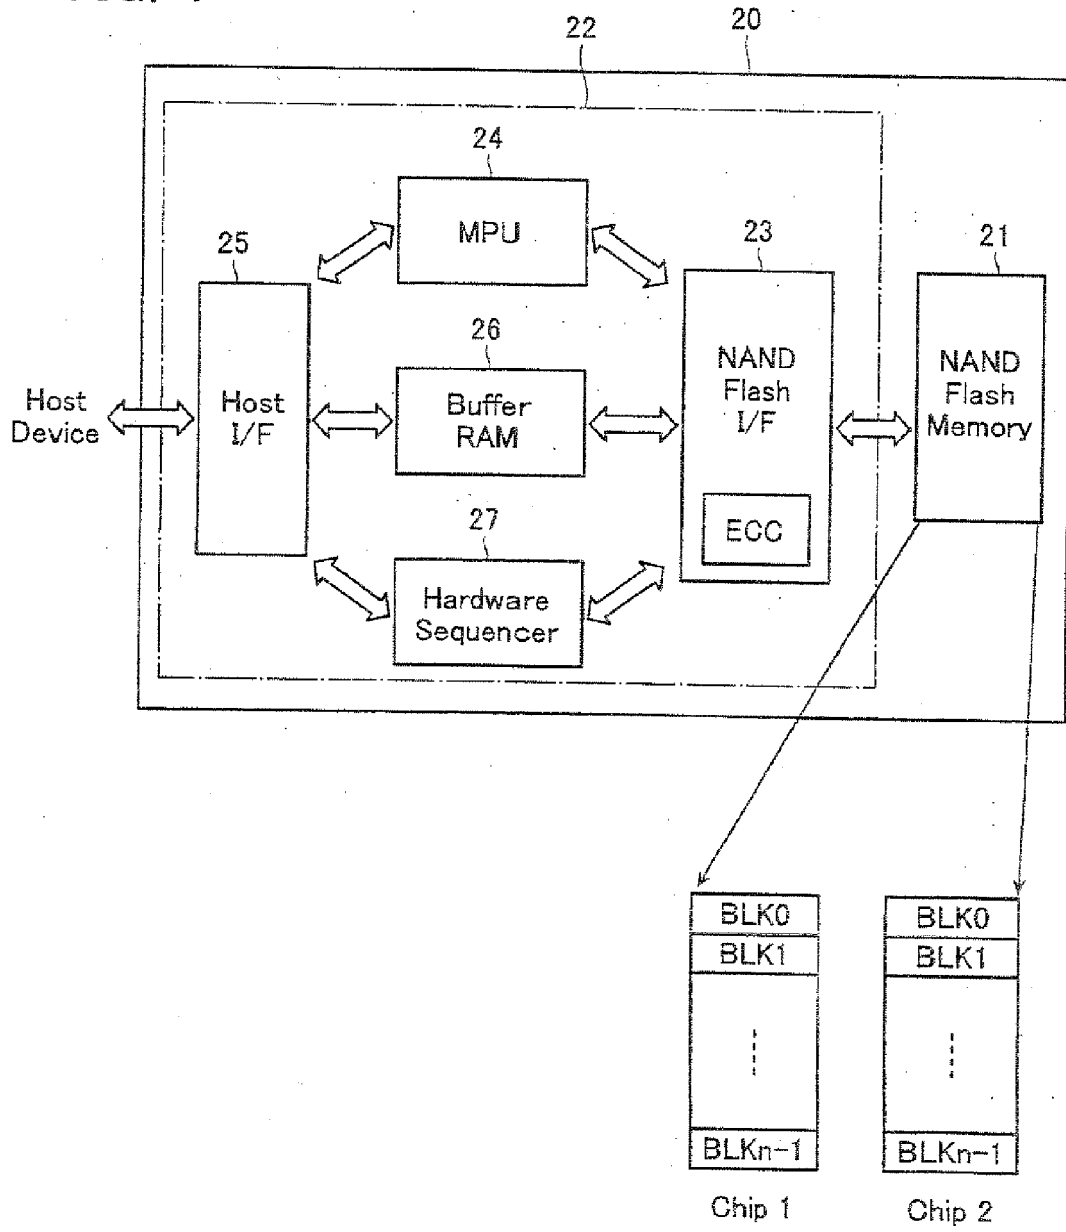 20
22
24
MPU
25
23
21
26
Host
Device
Host
I/F
Buffer
RAM
NAND
Flash
I/F
NAND
Flash
Memory
27
ECC
Hardware
Sequencer
BLK0
BLK0
BLK1
BLK1
BLKn-1
BLKn-1
Chip 1
Chip 2